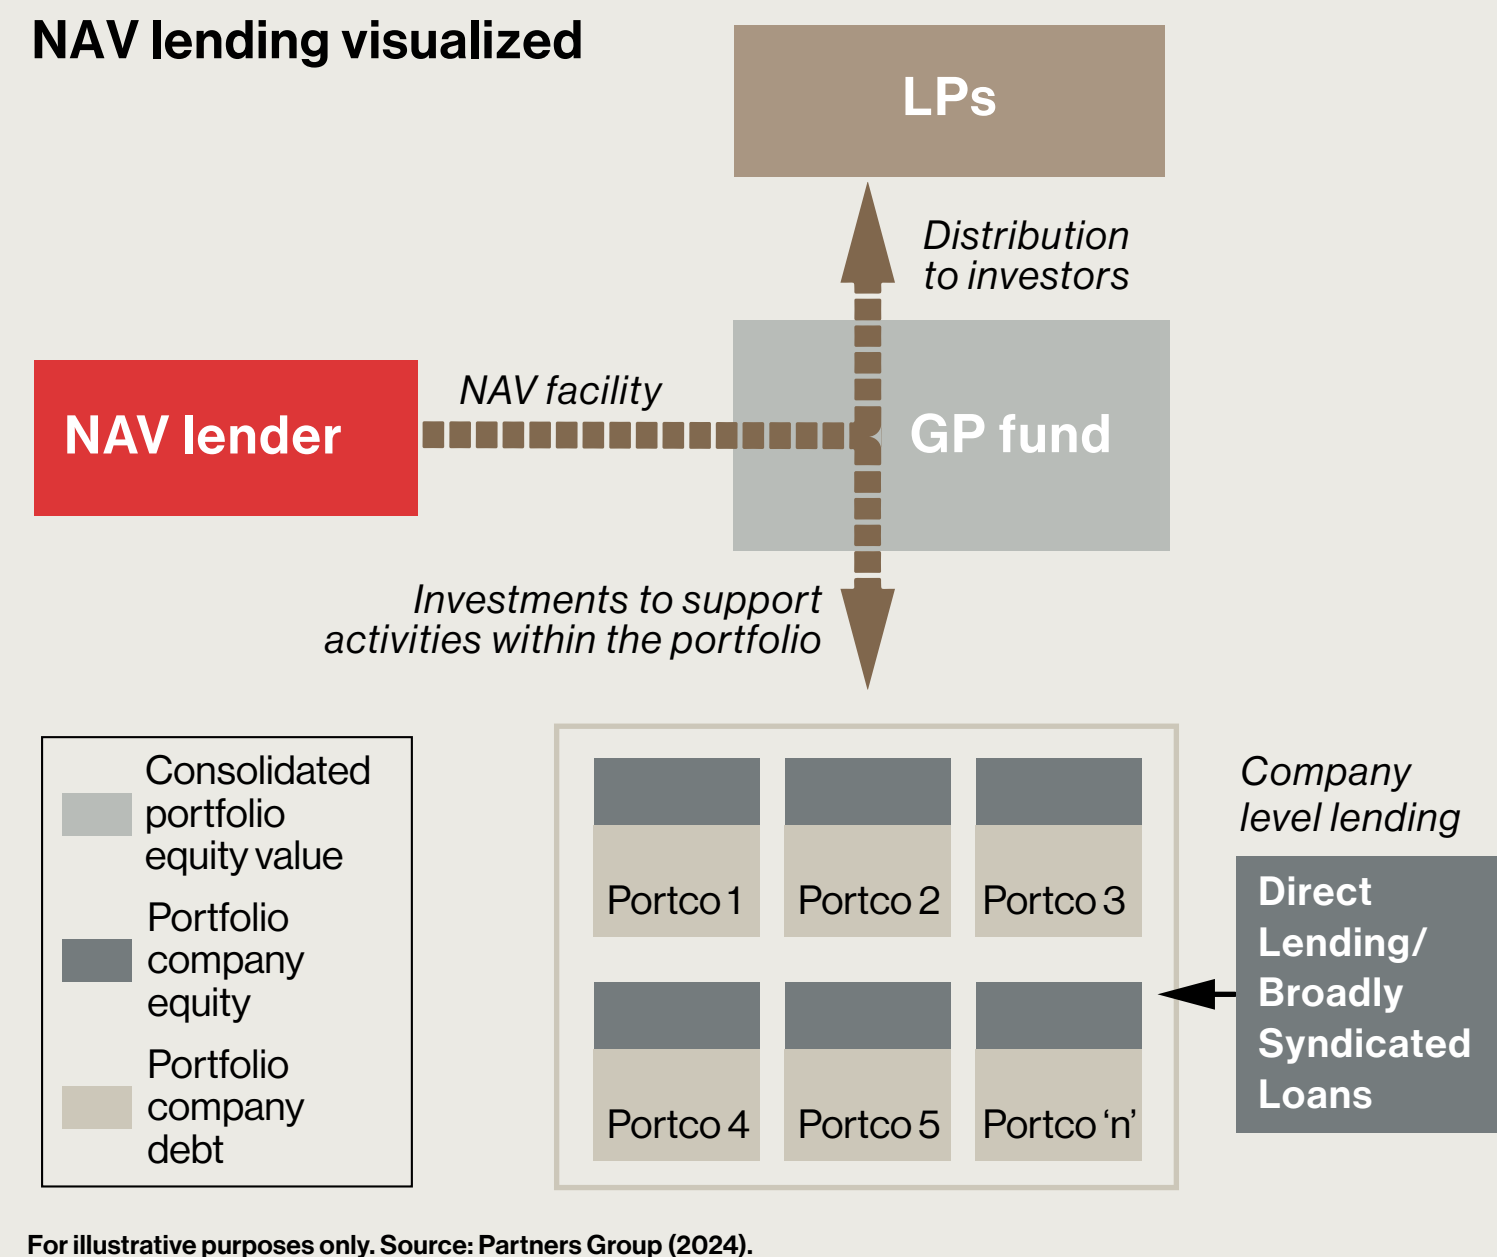 NAV lending visualized
LPs
Distribution
to investors
NAV lender
NAV facility
GP fund
Investments to support
activities within the portfolio
Consolidated
portfolio
equity value
Portfolio
company
equity
Portfolio
company
debt
Portco 1
Portco 2
Portco 3
Portco 4
Portco 5
Portco ‘n’
Company
level lending
Direct
Lending/
Broadly
Syndicated
Loans
For illustrative purposes only. Source: Partners Group (2024).